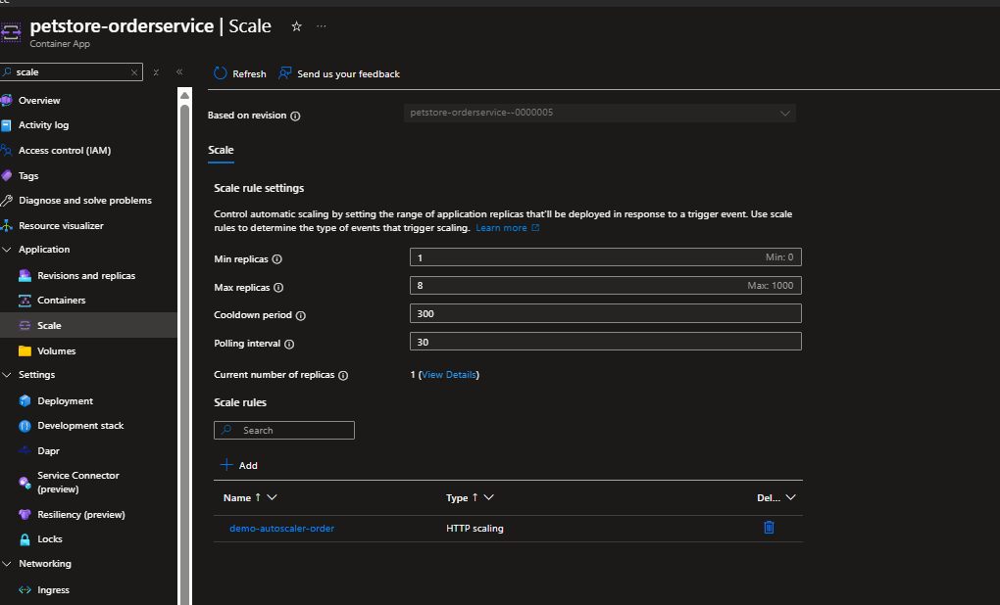 petstore-orderservice | Scale
Container App
scale
Refresh
Send us your feedback
Overview
Activity log
Access control (IAM)
Tags
Diagnose and solve problems
Resource visualizer
Application
Revisions and replicas
Containers
Scale
Volumes
Settings
Deployment
Development stack
Dapr
Service Connector
(preview)
Resiliency (preview)
Locks
Networking
Ingress
Based on revision
petstore-orderservice--0000005
Scale
Scale rule settings
Control automatic scaling by setting the range of application replicas that'll be deployed in response to a trigger event. Use scale
rules to determine the type of events that trigger scaling. Learn more
Min replicas 1 Min: 0
Max replicas 8 Max: 1000
Cooldown period 300
Polling interval 30
Current number of replicas 1 (View Details)
Scale rules
Search
Add
Name Type Del...
demo-autoscaler-order HTTP scaling